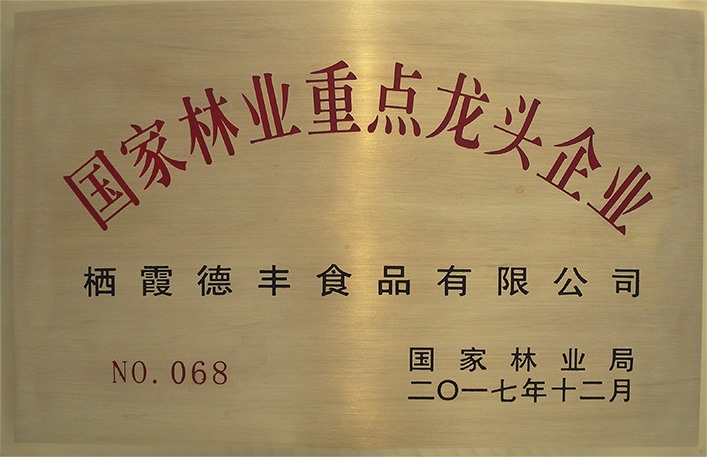 国家林业重点龙头企业
栖霞德丰食品有限公司
NO.068
国家林业局
二〇一七年十二月